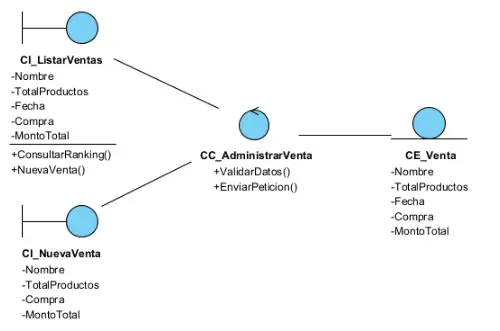 CI_ListarVentas
-Nombre
-TotalProductos
-Fecha
-Compra
-MontoTotal
+ConsultarRanking()
+NuevaVenta()
CC_AdministrarVenta
+ValidarDatos()
+EnviarPeticion()
CE_Venta
-Nombre
-TotalProductos
-Fecha
-Compra
-MontoTotal
CI_NuevaVenta
-Nombre
-TotalProductos
-Compra
-MontoTotal